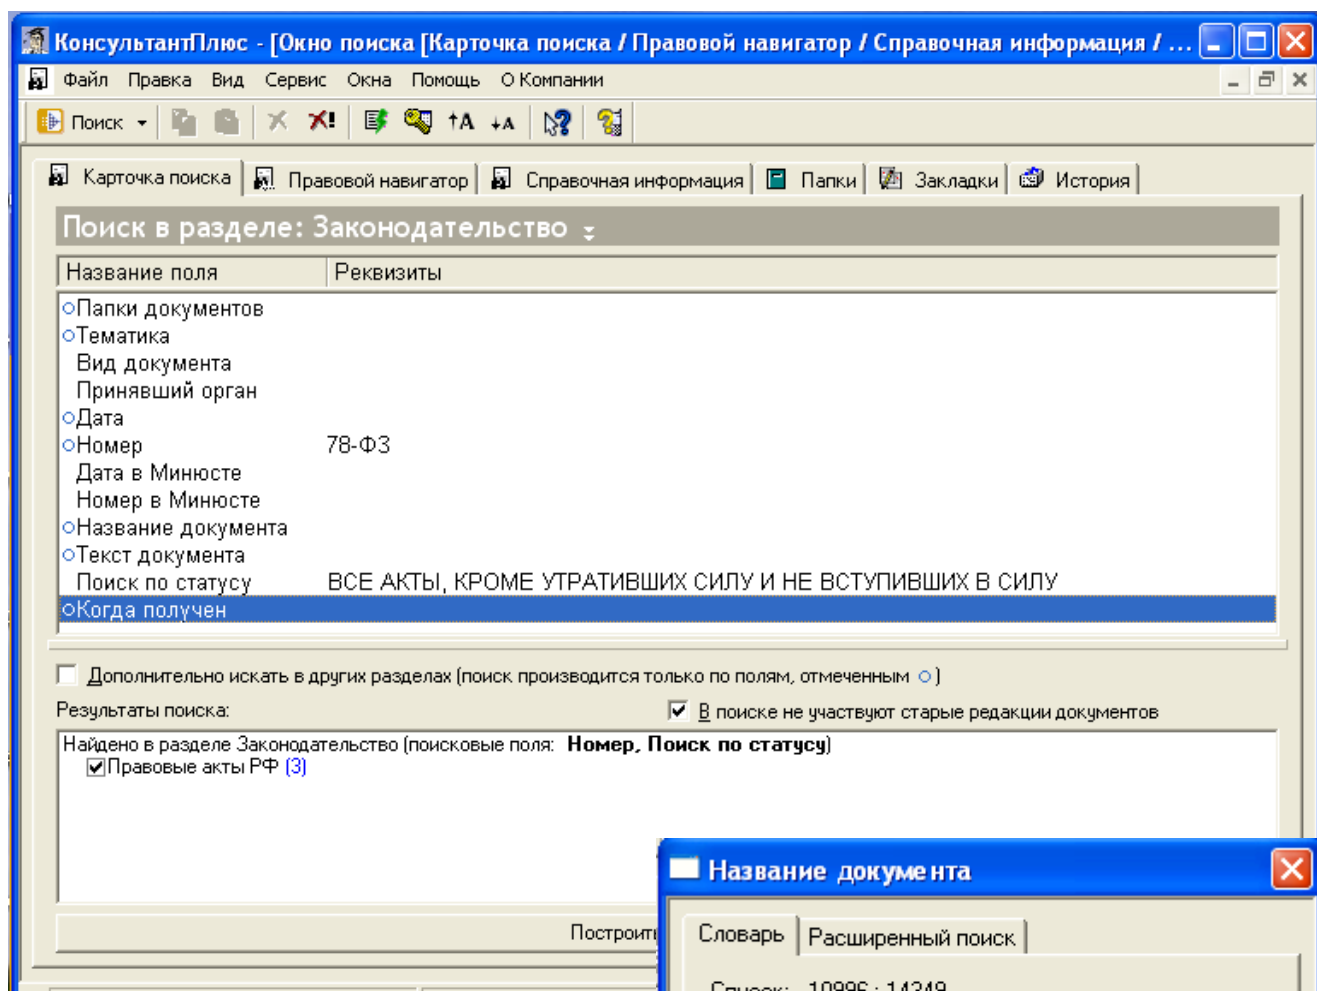 КонсультантПлюс - [Окно поиска [Карточка поиска / Правовой навигатор / Справочная информация / ...
Файл Правка Вид Сервис Окна Помощь О Компании
Поиск
Карточка поиска Правовой навигатор Справочная информация Папки Закладки История
Поиск в разделе: Законодательство
Название поля Реквизиты
Папки документов
Тематика
Вид документа
Принявший орган
Дата
Номер 78-ФЗ
Дата в Минюсте
Номер в Минюсте
Название документа
Текст документа
Поиск по статусу ВСЕ АКТЫ, КРОМЕ УТРАТИВШИХ СИЛУ И НЕ ВСТУПИВШИХ В СИЛУ
Когда получен
Дополнительно искать в других разделах (поиск производится только по полям, отмеченным )
Результаты поиска: В поиске не участвуют старые редакции документов
Найдено в разделе Законодательство (поисковые поля: Номер, Поиск по статусу)
Правовые акты РФ (3)
Название документа
Построить
Словарь Расширенный поиск
Список: 10996 : 14349